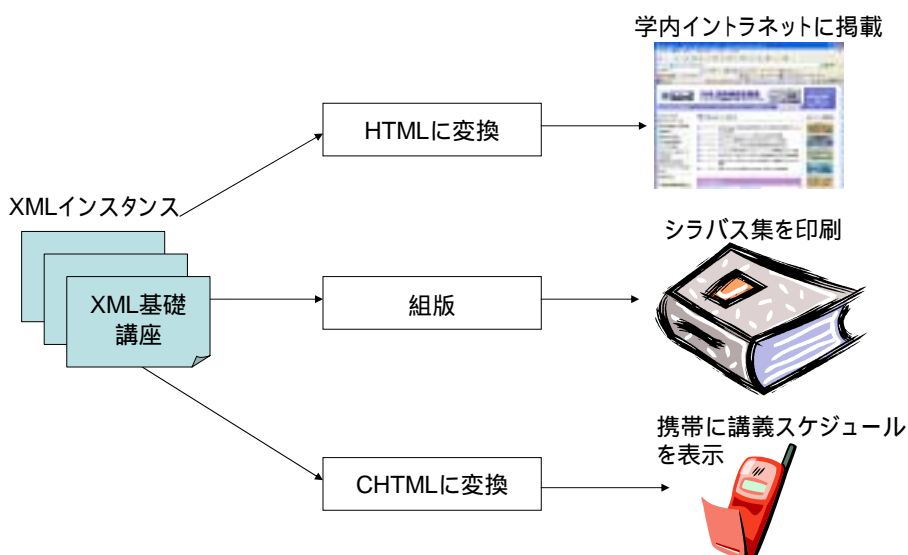 学内イントラネットに掲載
HTMLに変換
XMLインスタンス
シラバス集を印刷
XML基礎
講座
組版
携帯に講義スケジュール
を表示
CHTMLに変換